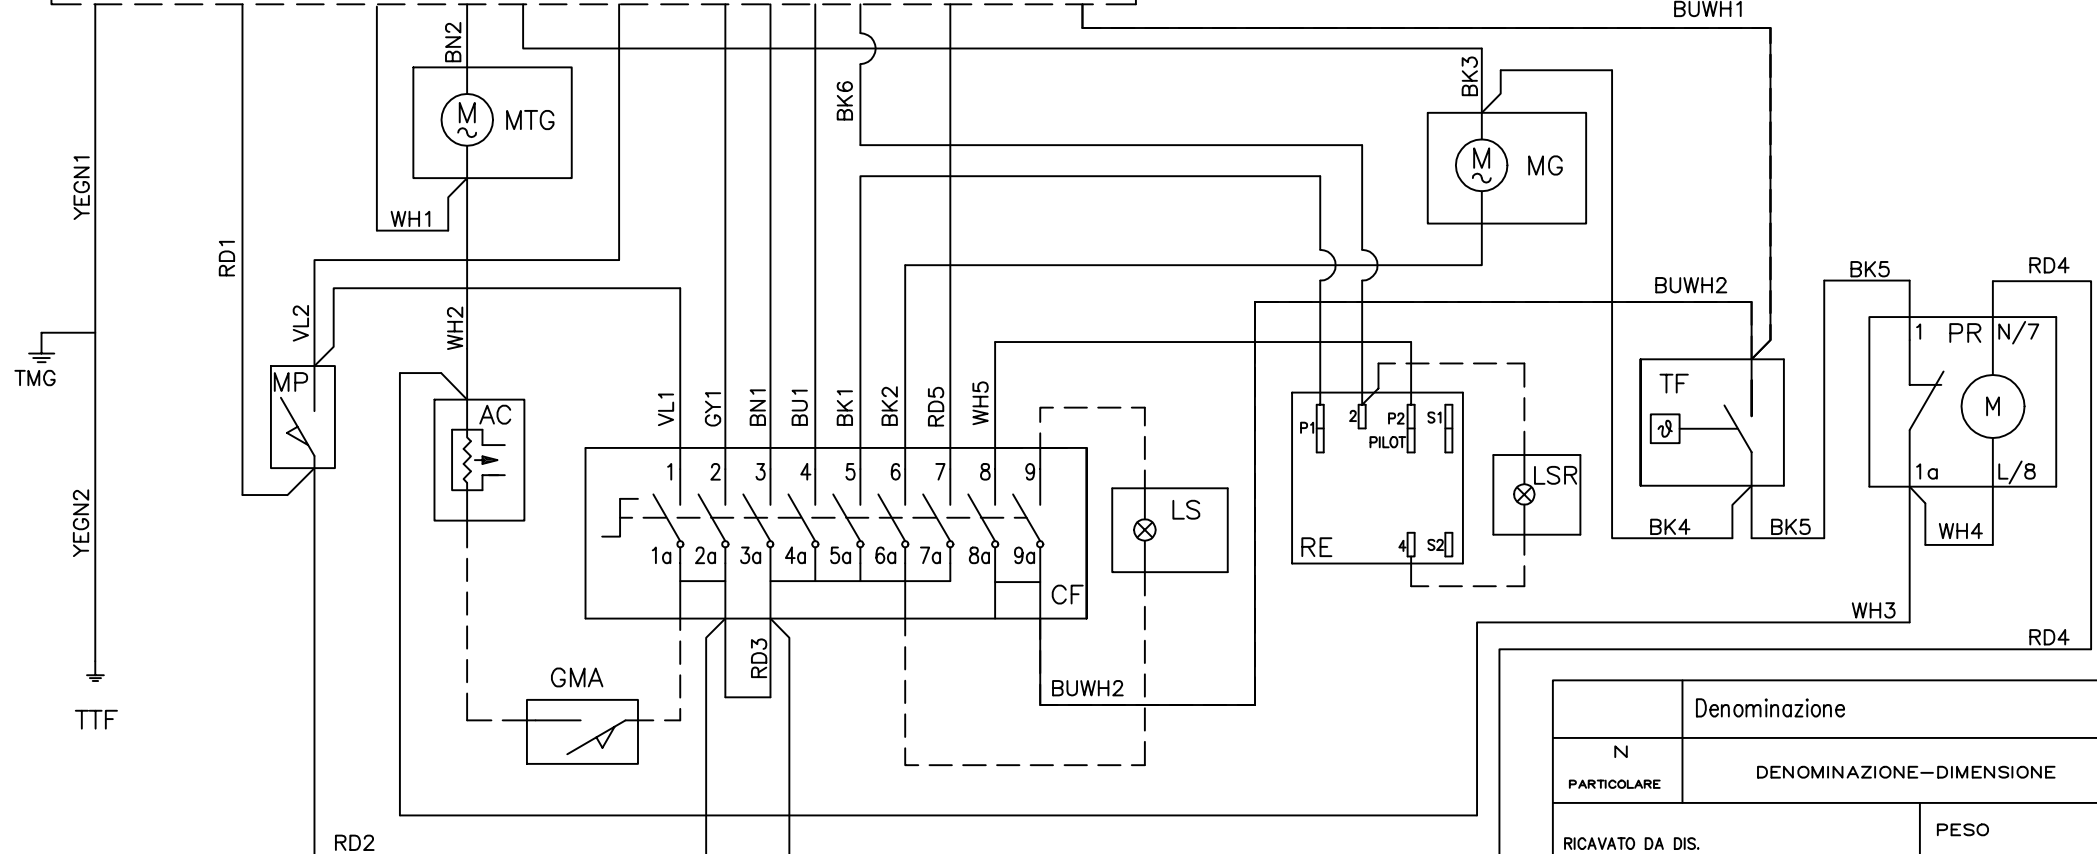 BUWH1
BN2
BK3
BK6
M
MTG
M
MG
YEGN1
WH1
RD1
BK5
RD4
BUWH2
VL2
WH2
1
PR
N/7
TMG
MP
TF
AC
VL1
GY1
BN1
BU1
BK1
BK2
RD5
WH5
M
P1
2
P2
S1
PILOT
ϑ
1
2
3
4
5
6
7
8
9
LSR
1a
L/8
LS
YEGN2
BK4
BK5
WH4
RE
4
S2
1a
2a
3a
4a
5a
6a
7a
8a
9a
CF
WH3
RD4
RD3
GMA
BUWH2
TTF
Denominazione
N
PARTICOLARE
DENOMINAZIONE-DIMENSIONE
RICAVATO DA DIS.
PESO
RD2